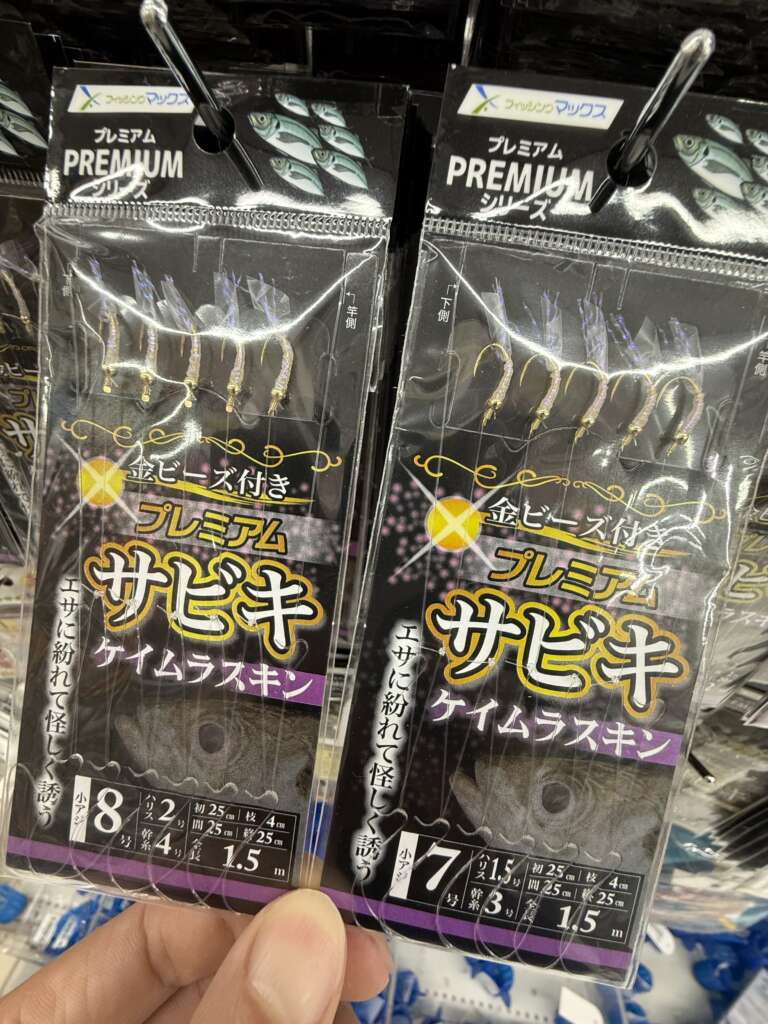 フィッシングマックス
プレミアム
PREMIUM
シリーズ
竿側
金ビーズ付き
プレミアム
サビキ
ケイムラスキン
エサに紛れて怪しく誘う
小アジ
8号
ハリス 2号
幹糸 4号
初 25cm 枝 4cm
間 25cm 終 25cm
全長 1.5m
フィッシングマックス
プレミアム
PREMIUM
シリーズ
下側
竿側
金ビーズ付き
プレミアム
サビキ
ケイムラスキン
エサに紛れて怪しく誘う
小アジ
7号
ハリス 1.5号
幹糸 3号
初 25cm 枝 4cm
間 25cm 終 25cm
全長 1.5m